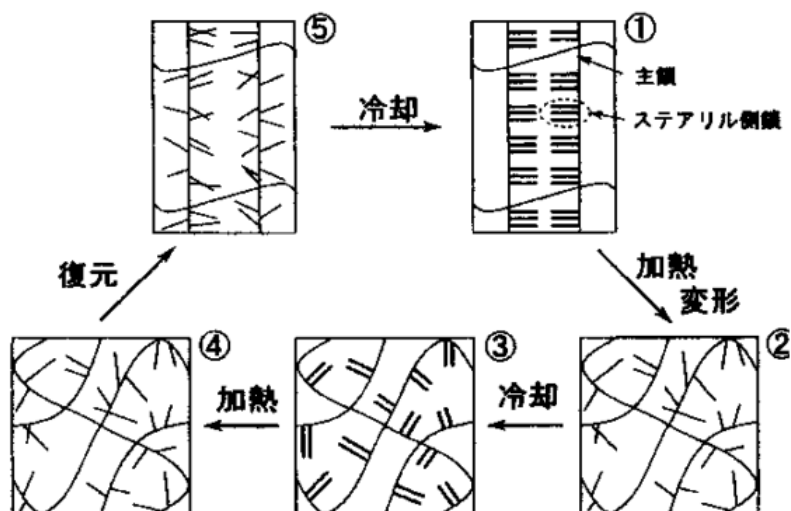 ⑤
①
冷却
主鎖
ステアリル側鎖
復元
加熱
変形
④
③
②
加熱
冷却